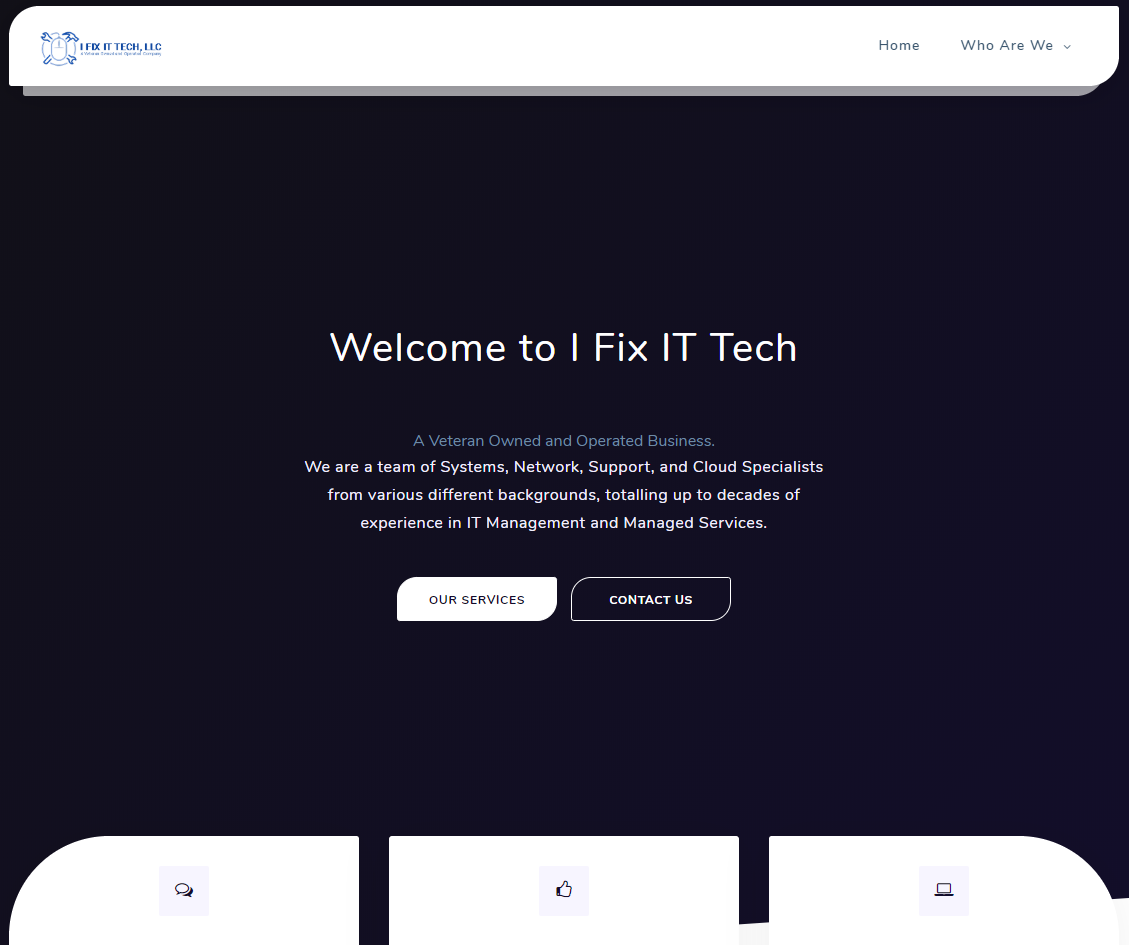 I FIX IT TECH, LLC
A Veteran Owned and Operated Company
Home
Who Are We
Welcome to I Fix IT Tech
A Veteran Owned and Operated Business.
We are a team of Systems, Network, Support, and Cloud Specialists
from various different backgrounds, totalling up to decades of
experience in IT Management and Managed Services.
OUR SERVICES
CONTACT US